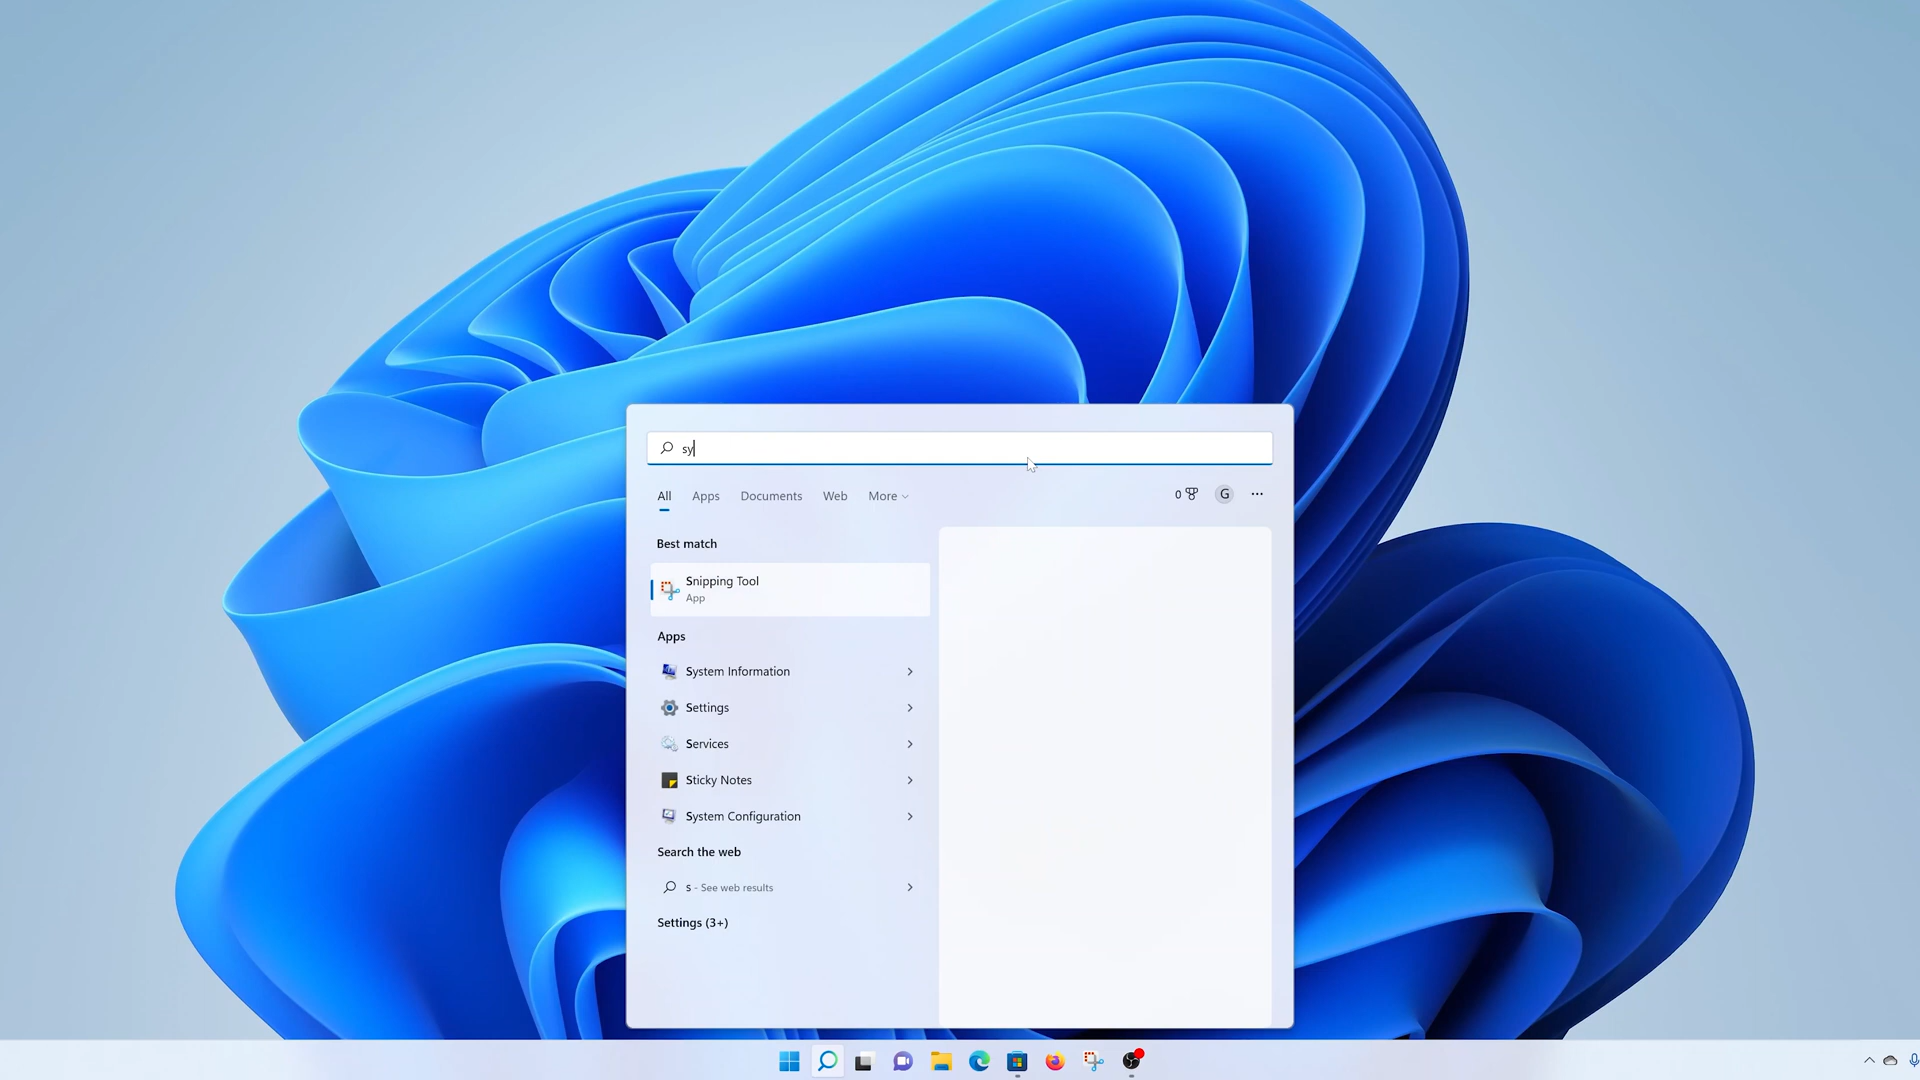 sy
All Apps Documents Web More 0 G
Best match
Snipping Tool
App
Apps
System Information
Settings
Services
Sticky Notes
System Configuration
Search the web
s - See web results
Settings (3+)